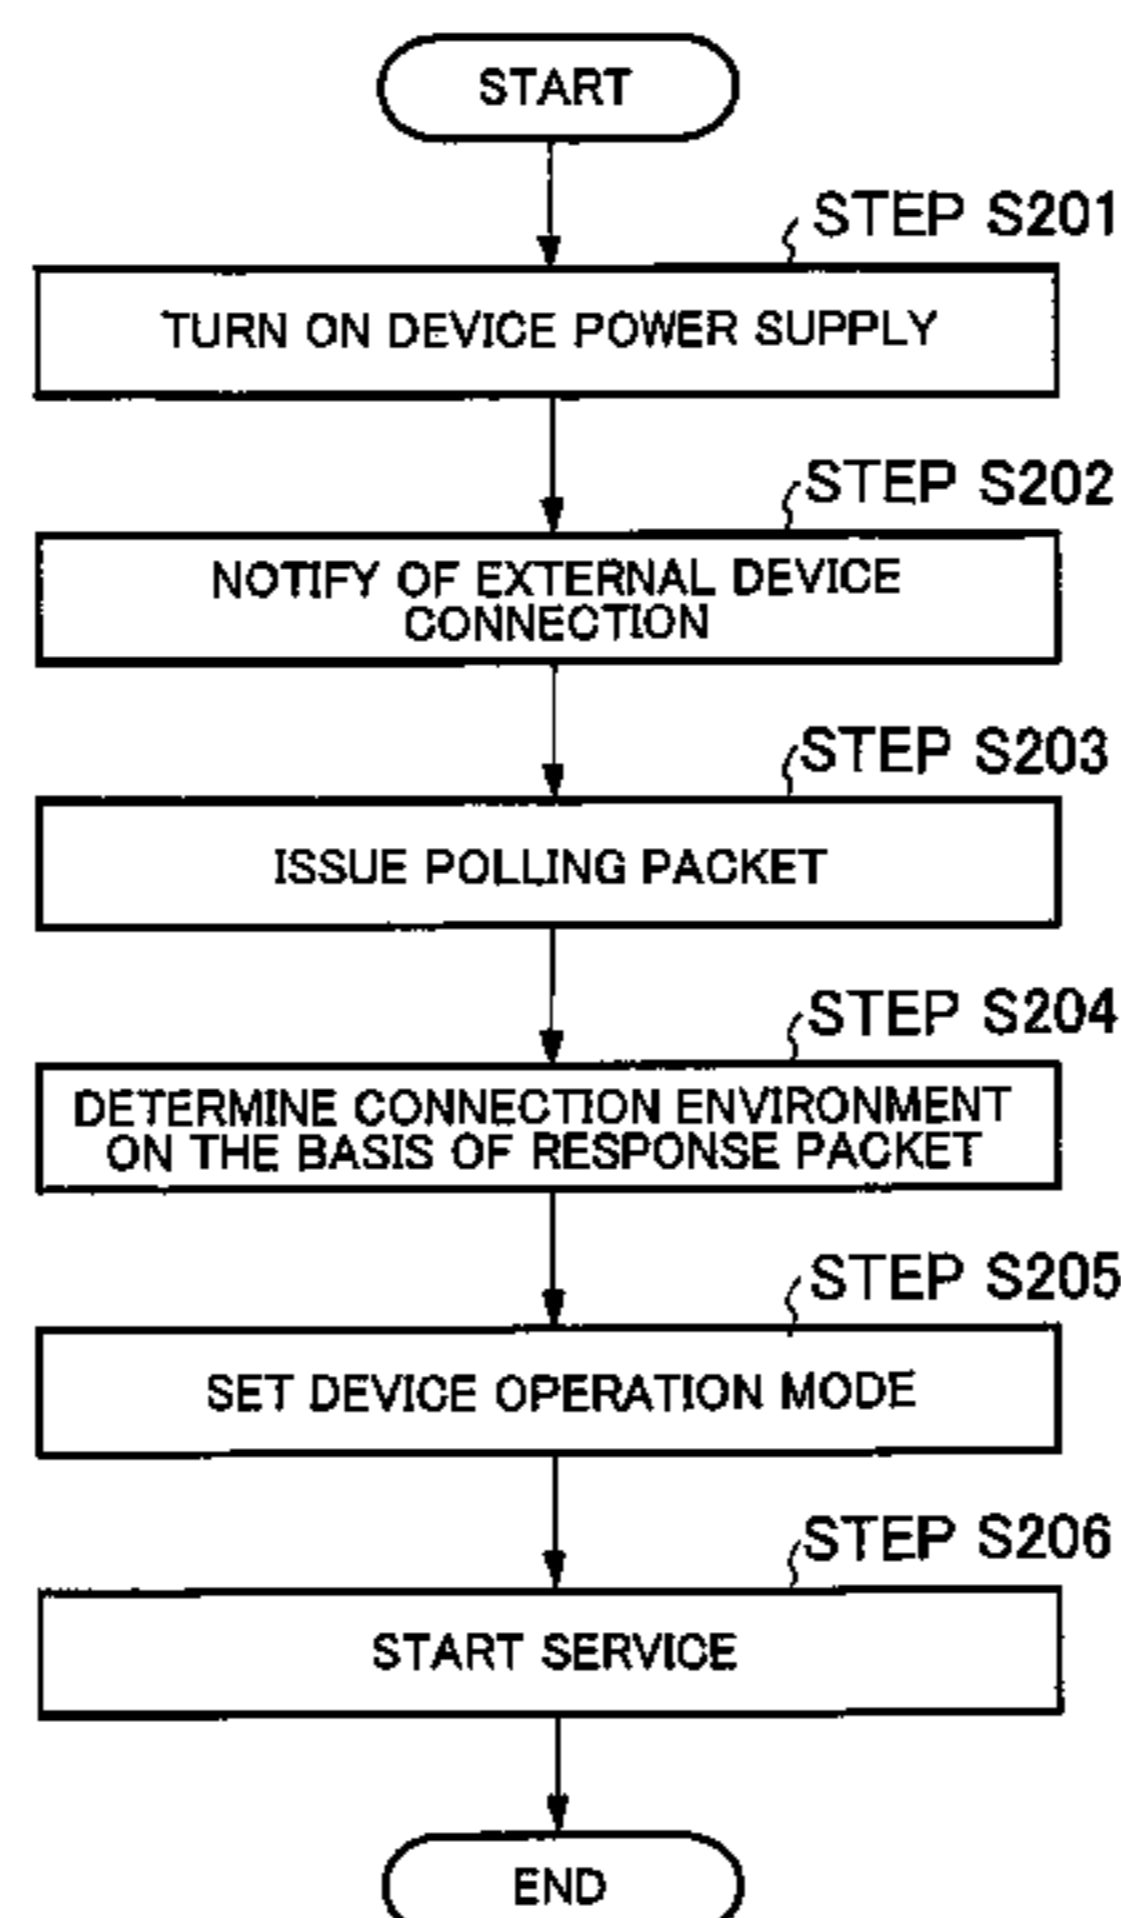 START
STEP S201
TURN ON DEVICE POWER SUPPLY
STEP S202
NOTIFY OF EXTERNAL DEVICE
CONNECTION
STEP S203
ISSUE POLLING PACKET
STEP S204
DETERMINE CONNECTION ENVIRONMENT
ON THE BASIS OF RESPONSE PACKET
STEP S205
SET DEVICE OPERATION MODE
STEP S206
START SERVICE
END